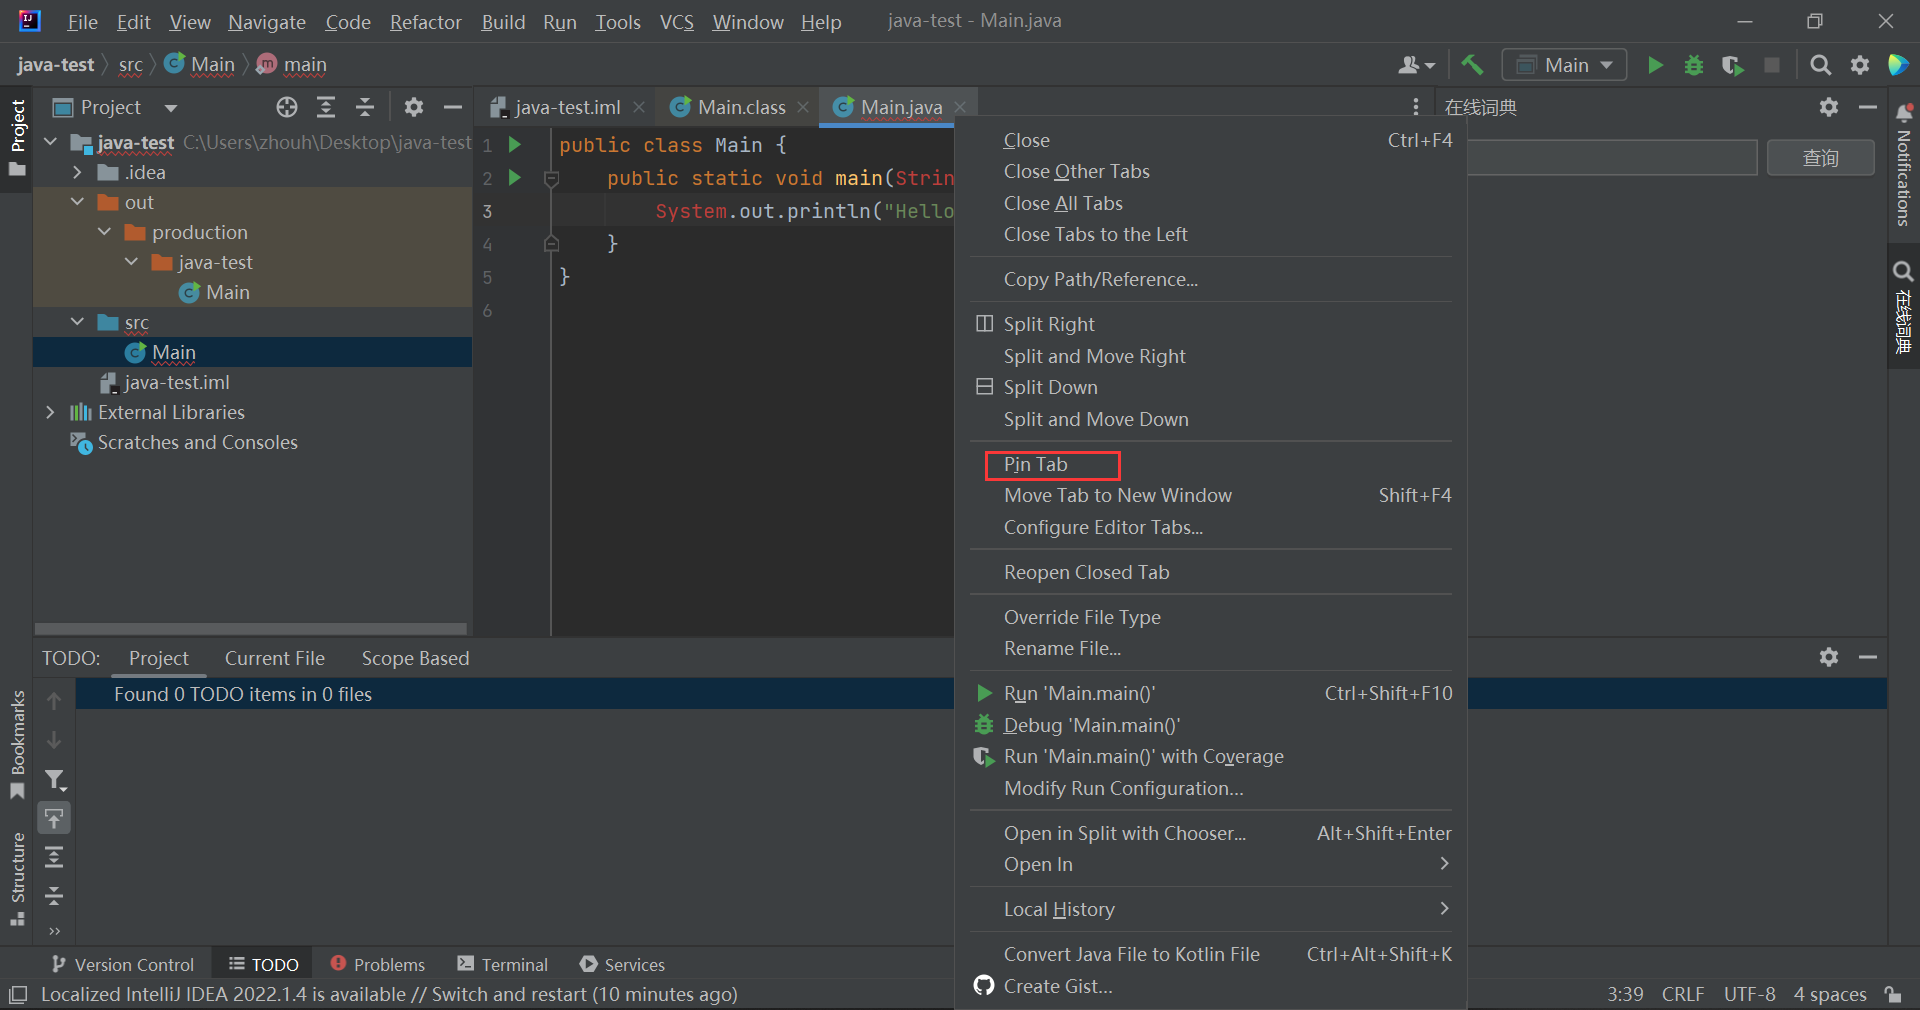 File Edit View Navigate Code Refactor Build Run Tools VCS Window Help java-test - Main.java
java-test src Main main
Main
Project
java-test.iml Main.class Main.java
在线词典
Project
java-test C:\Users\zhouh\Desktop\java-test
.idea
out
production
java-test
Main
src
Main
java-test.iml
External Libraries
Scratches and Consoles
1 public class Main {
2 public static void main(Strin
3 System.out.println("Hello
4 }
5 }
6
Close Ctrl+F4
Close Other Tabs
Close All Tabs
Close Tabs to the Left
Copy Path/Reference...
Split Right
Split and Move Right
Split Down
Split and Move Down
Pin Tab
Move Tab to New Window Shift+F4
Configure Editor Tabs...
Reopen Closed Tab
Override File Type
Rename File...
Run 'Main.main()' Ctrl+Shift+F10
Debug 'Main.main()'
Run 'Main.main()' with Coverage
Modify Run Configuration...
Open in Split with Chooser... Alt+Shift+Enter
Open In
Local History
Convert Java File to Kotlin File Ctrl+Alt+Shift+K
Create Gist...
查询
Notifications
在线词典
TODO: Project Current File Scope Based
Found 0 TODO items in 0 files
Bookmarks
Structure
Version Control TODO Problems Terminal Services
Localized IntelliJ IDEA 2022.1.4 is available // Switch and restart (10 minutes ago)
3:39 CRLF UTF-8 4 spaces